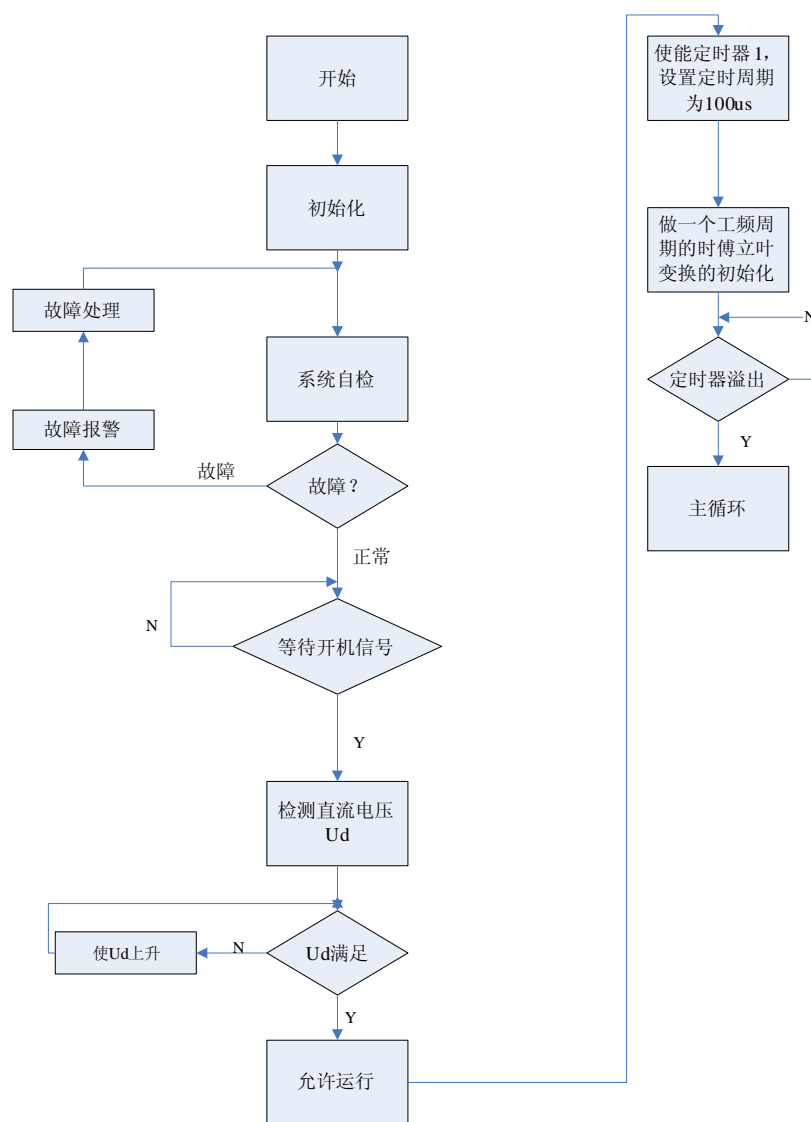 开始
初始化
故障处理
系统自检
故障报警
故障
故障？
正常
N
等待开机信号
Y
检测直流电压
Ud
使Ud上升
N
Ud满足
Y
允许运行
使能定时器1，
设置定时周期
为100us
做一个工频周
期的时傅立叶
变换的初始化
N
定时器溢出
Y
主循环